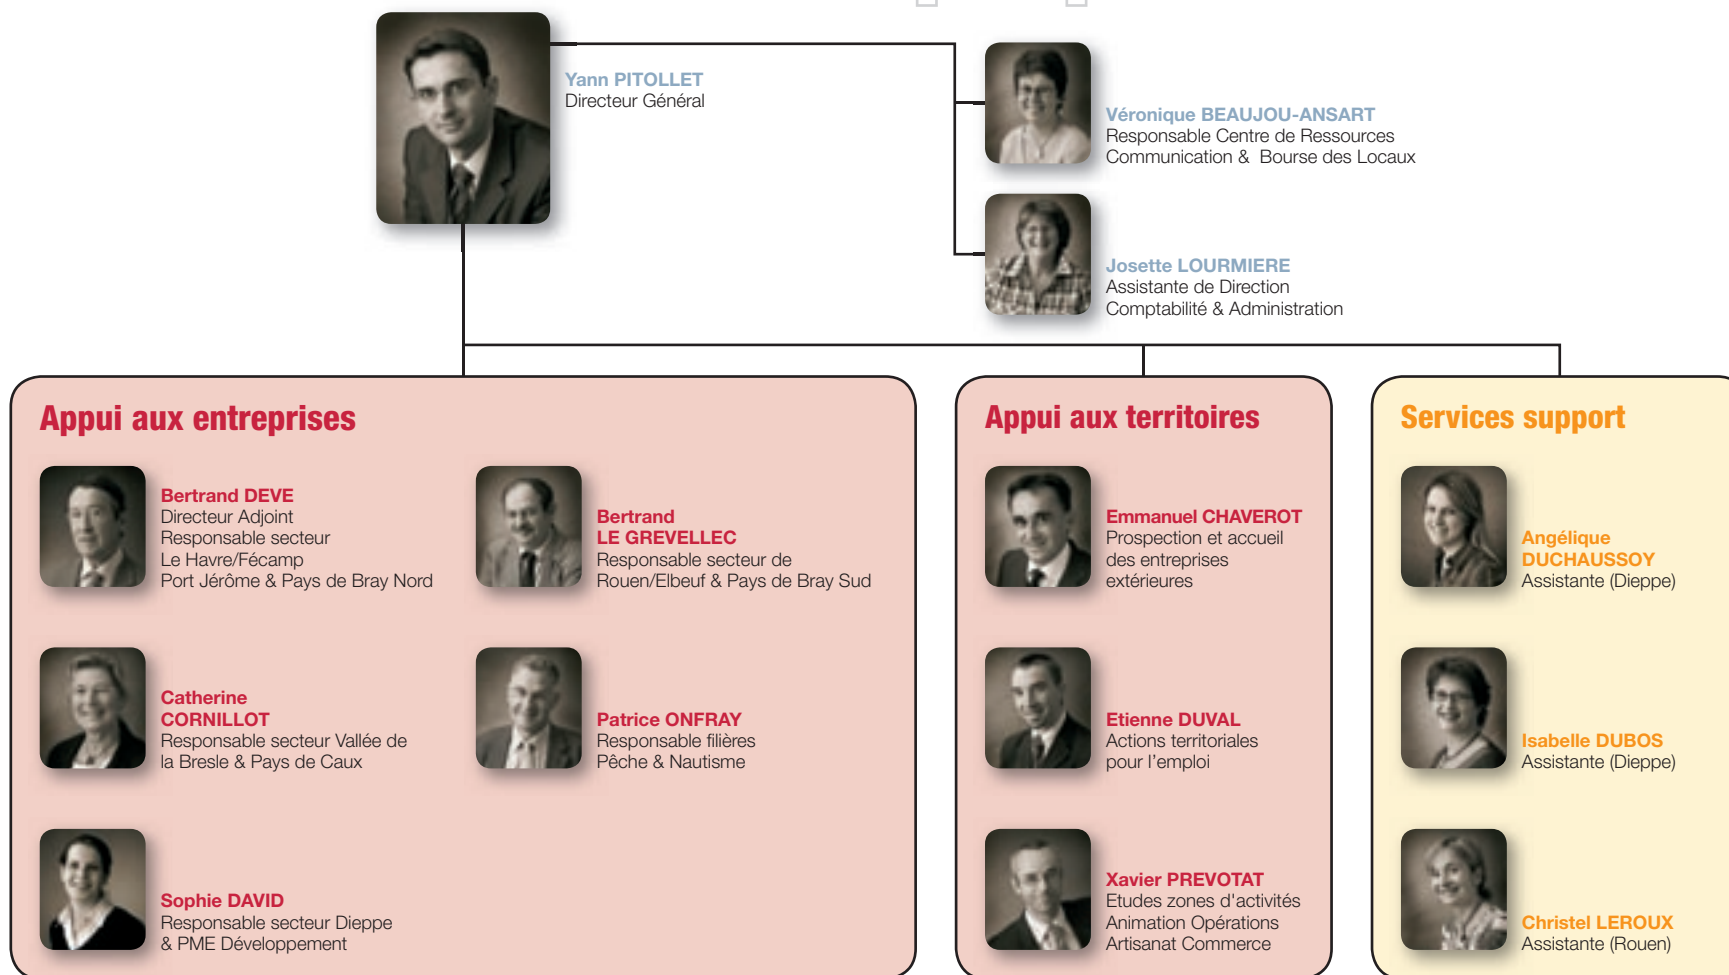 Yann PITOLLET
Directeur Général
Véronique BEAUJOU-ANSART
Responsable Centre de Ressources
Communication & Bourse des Locaux
Josette LOURMIERE
Assistante de Direction
Comptabilité & Administration
Appui aux entreprises
Bertrand DEVE
Directeur Adjoint
Responsable secteur
Le Havre/Fécamp
Port Jérôme & Pays de Bray Nord
Bertrand
LE GREVELLEC
Responsable secteur de
Rouen/Elbeuf & Pays de Bray Sud
Catherine
CORNILLOT
Responsable secteur Vallée de
la Bresle & Pays de Caux
Patrice ONFRAY
Responsable filières
Pêche & Nautisme
Sophie DAVID
Responsable secteur Dieppe
& PME Développement
Appui aux territoires
Emmanuel CHAVEROT
Prospection et accueil
des entreprises
extérieures
Etienne DUVAL
Actions territoriales
pour l'emploi
Xavier PREVOTAT
Etudes zones d'activités
Animation Opérations
Artisanat Commerce
Services support
Angélique
DUCHAUSSOY
Assistante (Dieppe)
Isabelle DUBOS
Assistante (Dieppe)
Christel LEROUX
Assistante (Rouen)